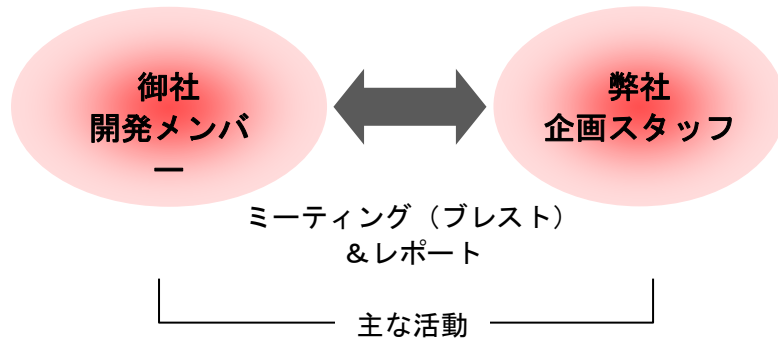 御社
開発メンバ
ー
弊社
企画スタッフ
ミーティング（ブレスト）
＆レポート
主な活動